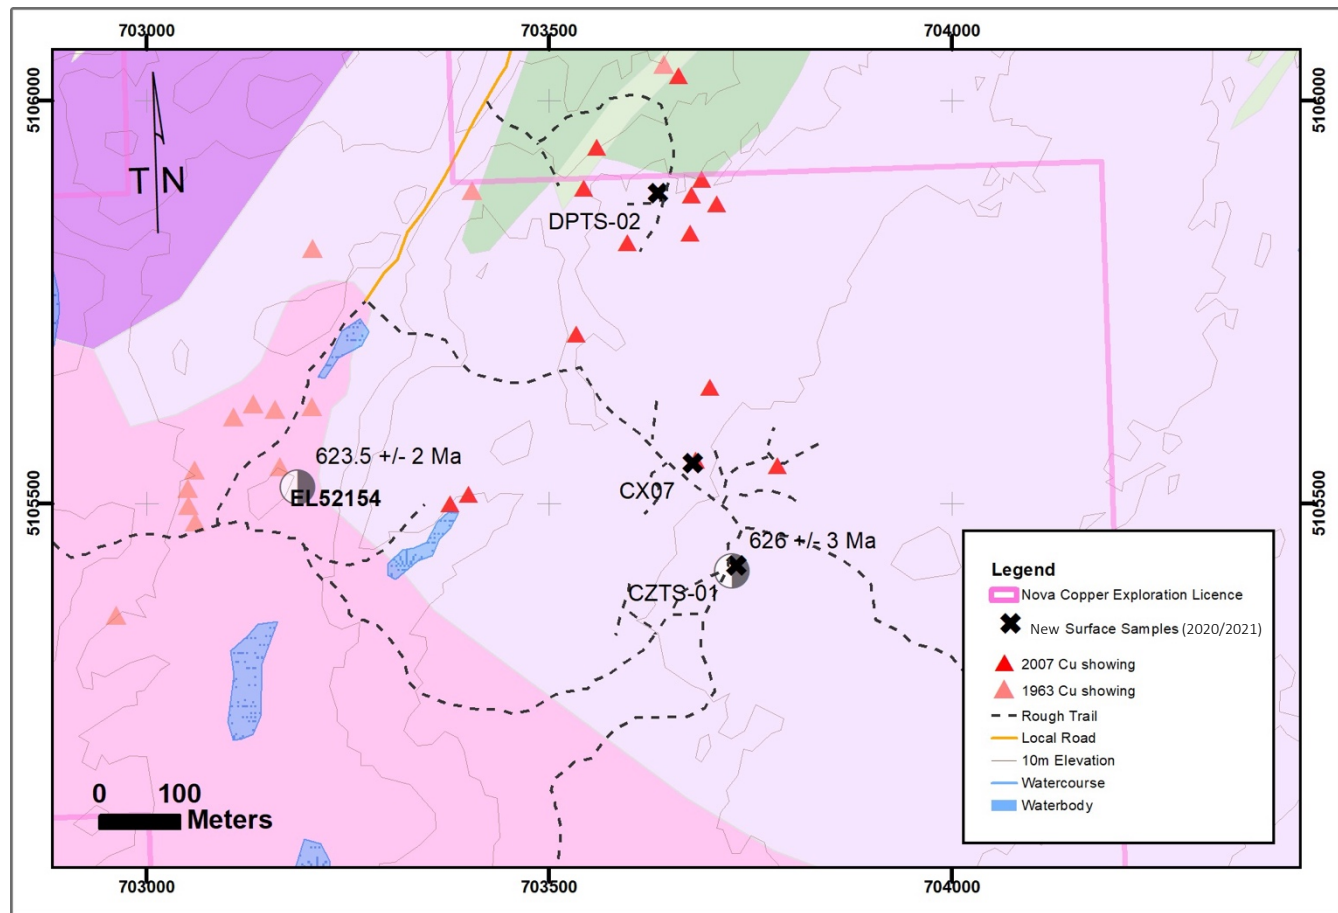 703000 703500 704000
5106000 5106000
T N
DPTS-02
623.5 +/- 2 Ma
EL52154
CX07
5105500 5105500
626 +/- 3 Ma
CZTS-01
Legend
Nova Copper Exploration Licence
New Surface Samples (2020/2021)
2007 Cu showing
1963 Cu showing
Rough Trail
Local Road
10m Elevation
Watercourse
Waterbody
0 100
Meters
703000 703500 704000